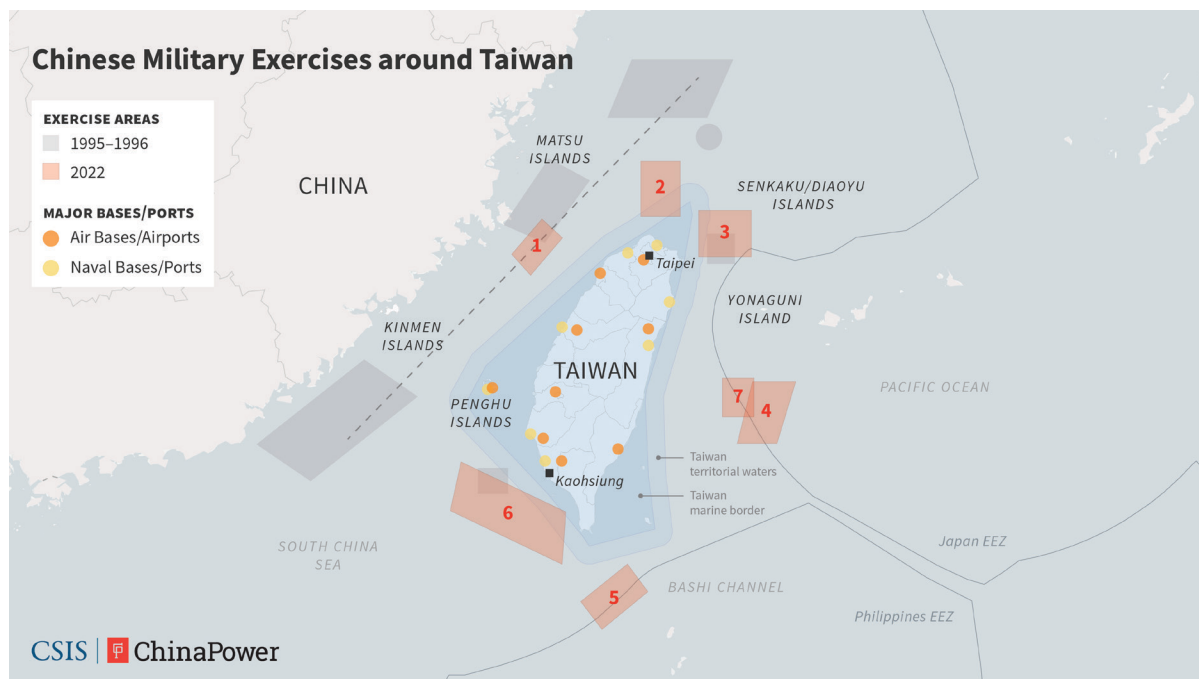 Chinese Military Exercises around Taiwan
EXERCISE AREAS
1995–1996
2022
MAJOR BASES/PORTS
Air Bases/Airports
Naval Bases/Ports
CHINA
MATSU
ISLANDS
2
SENKAKU/DIAOYU
ISLANDS
1
3
Taipei
YONAGUNI
ISLAND
KINMEN
ISLANDS
TAIWAN
PACIFIC OCEAN
7
4
PENGHU
ISLANDS
Taiwan
territorial waters
Kaohsiung
Taiwan
marine border
6
SOUTH CHINA
SEA
Japan EEZ
BASHI CHANNEL
5
Philippines EEZ
CSIS | ChinaPower